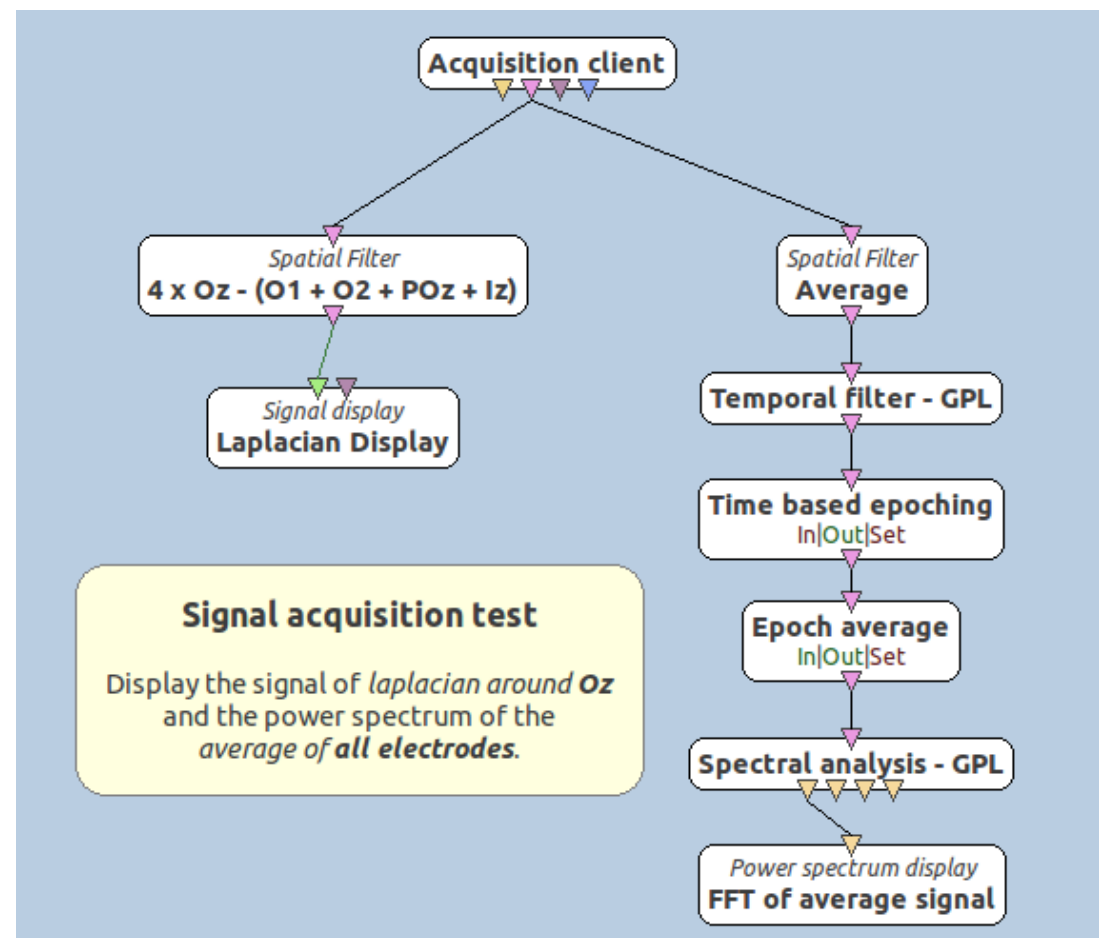 Acquisition client
Spatial Filter
4 x Oz - (O1 + O2 + POz + Iz)
Signal display
Laplacian Display
Spatial Filter
Average
Temporal filter - GPL
Time based epoching
In|Out|Set
Epoch average
In|Out|Set
Spectral analysis - GPL
Power spectrum display
FFT of average signal
Signal acquisition test
Display the signal of laplacian around Oz
and the power spectrum of the
average of all electrodes.